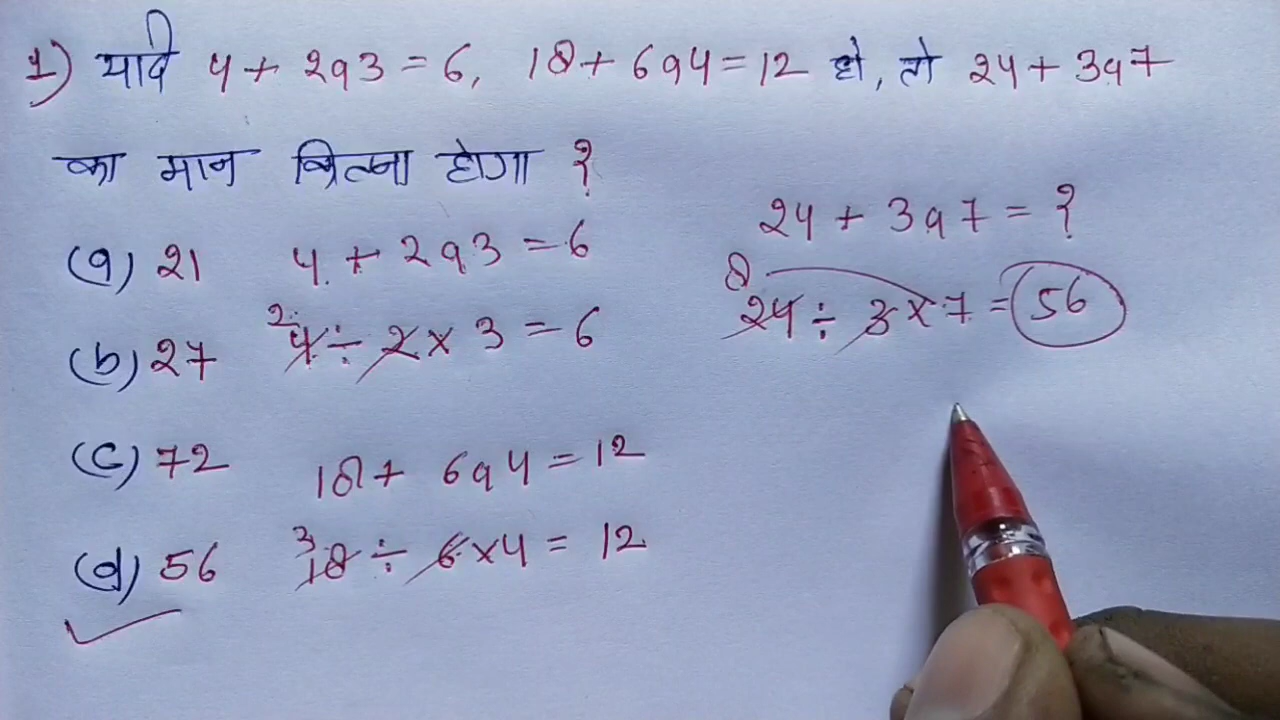 1) यदि 4 + 2 a 3 = 6, 18 + 6 a 4 = 12 हो, तो 24 + 3 a 7
का मान कितना होगा ?
(a) 21
(b) 27
(c) 72
(d) 56
4 + 2 a 3 = 6
2
4 ÷ 2 × 3 = 6
18 + 6 a 4 = 12
3
18 ÷ 6 × 4 = 12
24 + 3 a 7 = ?
8
24 ÷ 3 × 7 = 56